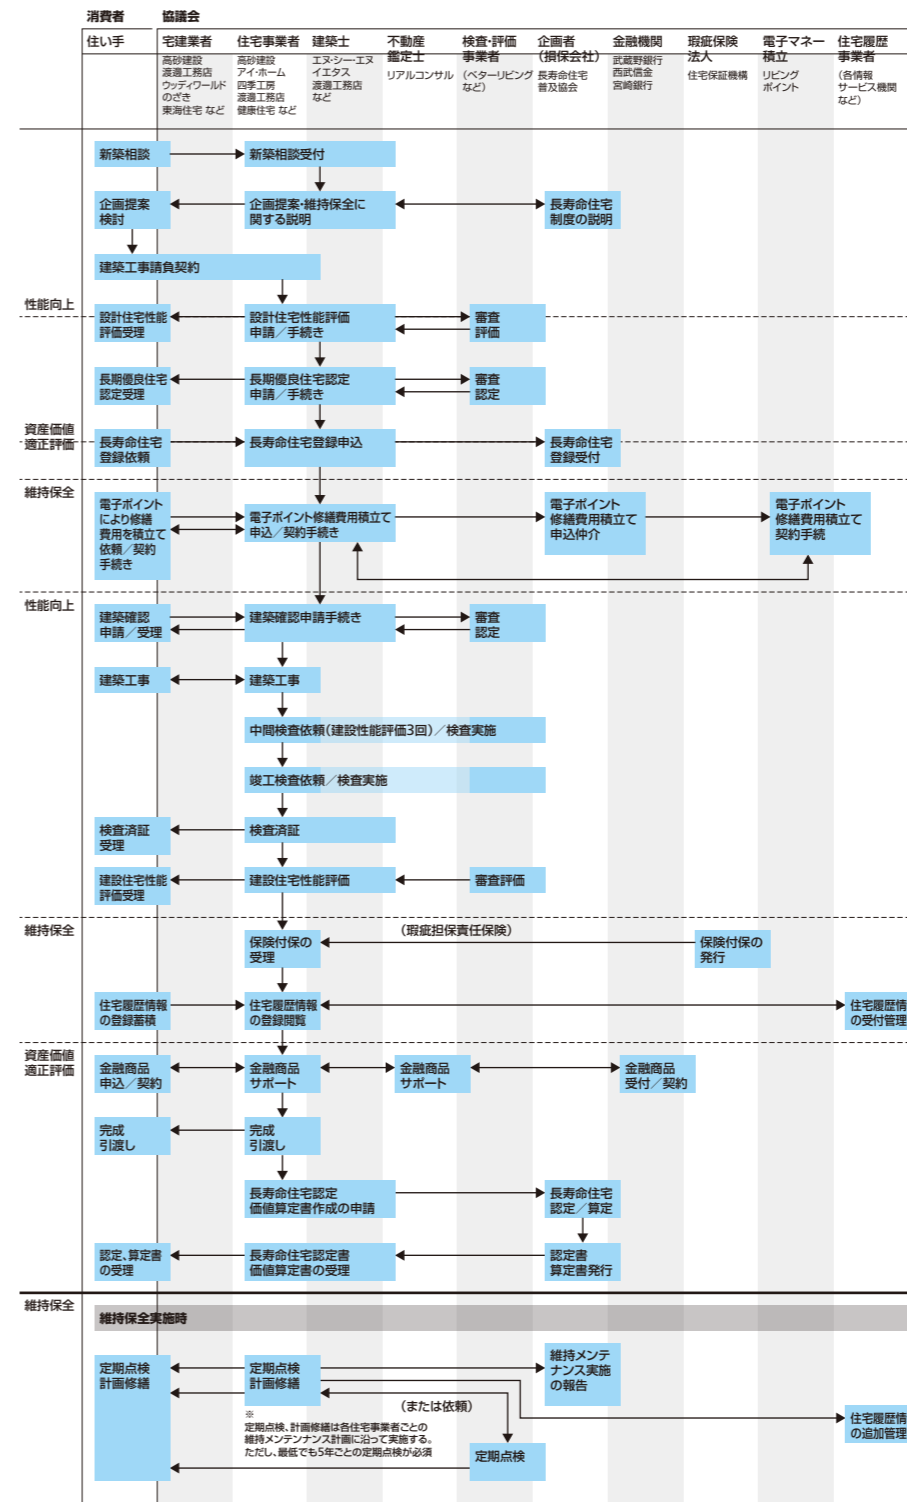 消費者
協議会
住い手
宅建業者
高砂建設
渡邉工務店
ウッディワールド
のざき
東海住宅 など
住宅事業者
高砂建設
アイ・ホーム
四季工房
渡邉工務店
健康住宅 など
建築士
エヌ・シー・エヌ
イエタス
渡邉工務店
など
不動産
鑑定士
リアルコンサル
検査・評価
事業者
（ベターリビング
など）
企画者
（損保会社）
長寿命住宅
普及協会
金融機関
武蔵野銀行
西武信金
宮崎銀行
瑕疵保険
法人
住宅保証機構
電子マネー
積立
リビング
ポイント
住宅履歴
事業者
（各情報
サービス機関
など）
新築相談
新築相談受付
企画提案
検討
企画提案・維持保全に
関する説明
長寿命住宅
制度の説明
建築工事請負契約
性能向上
設計住宅性能
評価受理
設計住宅性能評価
申請／手続き
審査
評価
長期優良住宅
認定受理
長期優良住宅認定
申請／手続き
審査
認定
資産価値
適正評価
長寿命住宅
登録依頼
長寿命住宅登録申込
長寿命住宅
登録受付
維持保全
電子ポイント
により修繕
費用を積立て
依頼／契約
手続き
電子ポイント修繕費用積立て
申込／契約手続き
電子ポイント
修繕費用積立て
申込仲介
電子ポイント
修繕費用積立て
契約手続
性能向上
建築確認
申請／受理
建築確認申請手続き
審査
認定
建築工事
建築工事
中間検査依頼（建設性能評価3回）／検査実施
竣工検査依頼／検査実施
検査済証
受理
検査済証
建設住宅性能
評価受理
建設住宅性能評価
審査評価
維持保全
保険付保の
受理
（瑕疵担保責任保険）
保険付保の
発行
住宅履歴情報
の登録蓄積
住宅履歴情報
の登録閲覧
住宅履歴情
の受付管理
資産価値
適正評価
金融商品
申込／契約
金融商品
サポート
金融商品
サポート
金融商品
受付／契約
完成
引渡し
完成
引渡し
長寿命住宅認定
価値算定書作成の申請
長寿命住宅
認定／算定
認定、算定書
の受理
長寿命住宅認定書
価値算定書の受理
認定書
算定書発行
維持保全
維持保全実施時
定期点検
計画修繕
定期点検
計画修繕
維持メンテ
ナンス実施
の報告
（または依頼）
※
定期点検、計画修繕は各住宅事業者ごとの
維持メンテンナンス計画に沿って実施する。
ただし、最低でも5年ごとの定期点検が必須
定期点検
住宅履歴情
の追加管理